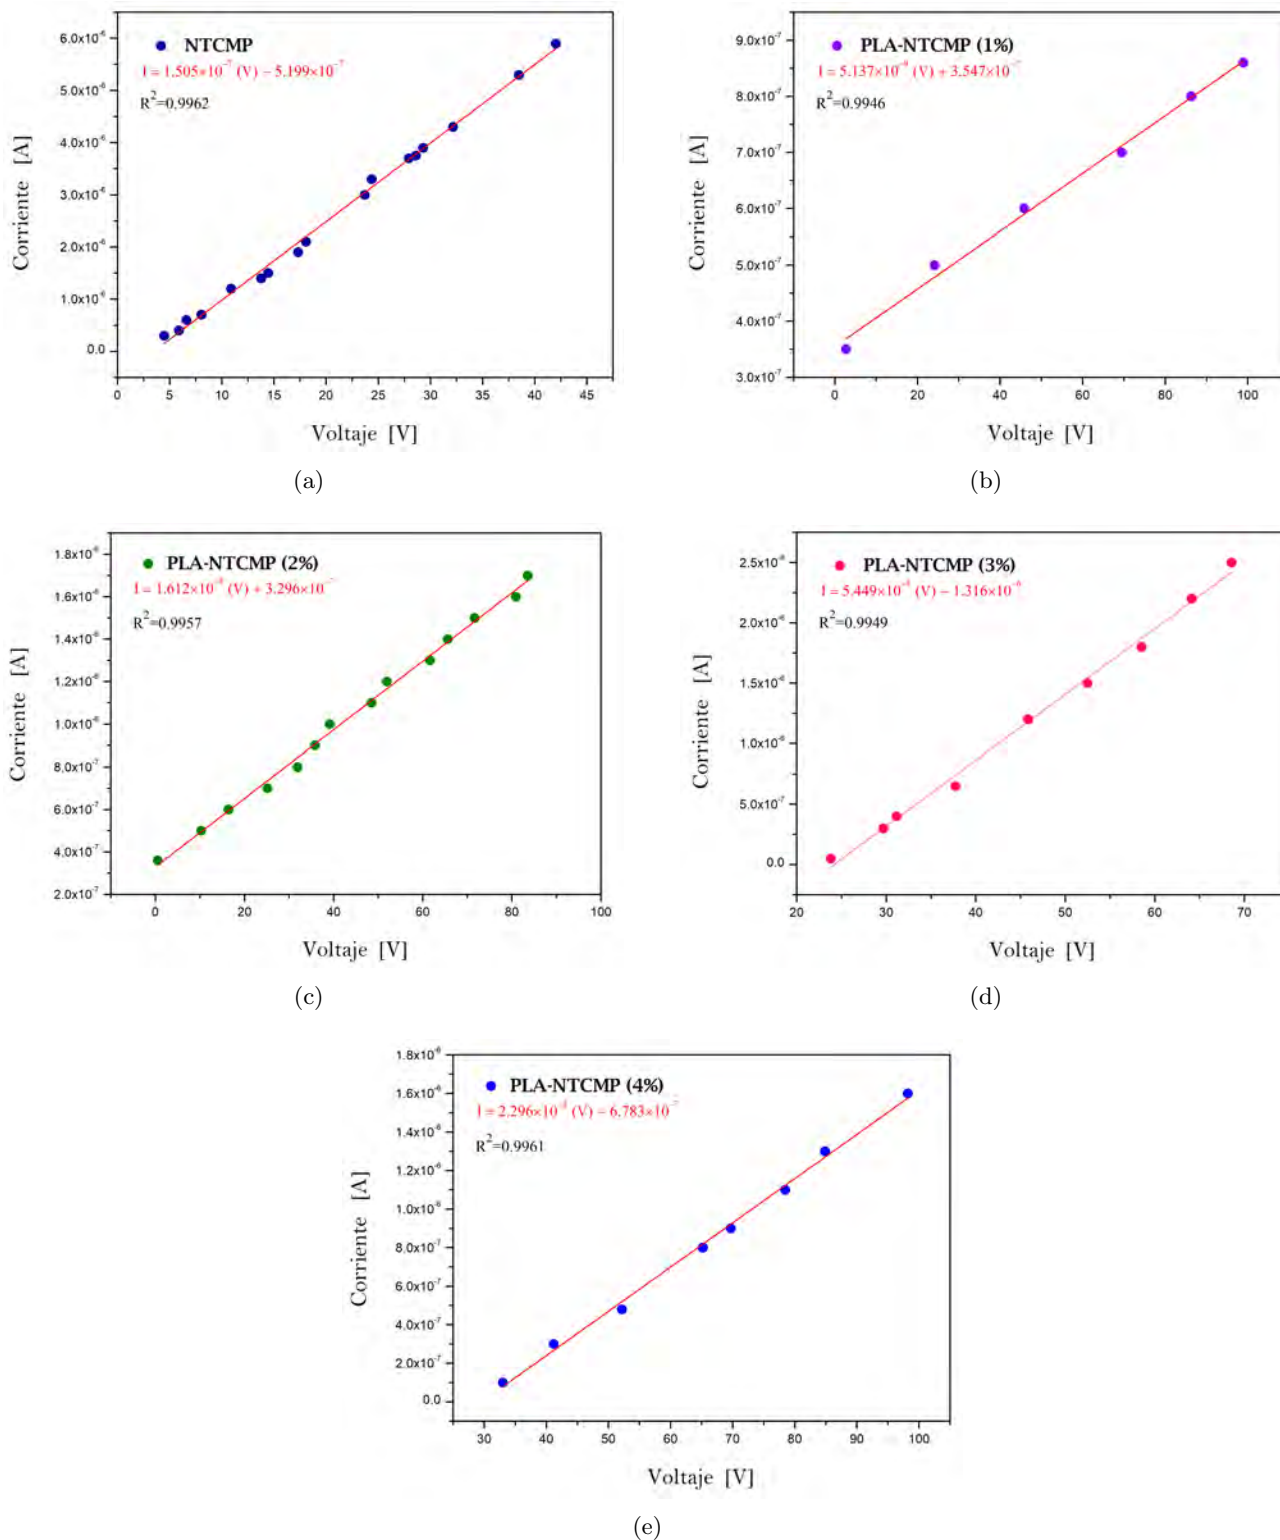 NTCMP
I = 1.505×10⁻⁷ (V) − 5.199×10⁻⁷
R²=0.9962
6.0x10⁻⁶
5.0x10⁻⁶
4.0x10⁻⁶
3.0x10⁻⁶
2.0x10⁻⁶
1.0x10⁻⁶
0.0
Corriente [A]
0 5 10 15 20 25 30 35 40 45
Voltaje [V]
(a)
PLA-NTCMP (1%)
I = 5.137×10⁻⁹ (V) + 3.547×10⁻⁷
R²=0.9946
9.0x10⁻⁷
8.0x10⁻⁷
7.0x10⁻⁷
6.0x10⁻⁷
5.0x10⁻⁷
4.0x10⁻⁷
3.0x10⁻⁷
Corriente [A]
0 20 40 60 80 100
Voltaje [V]
(b)
PLA-NTCMP (2%)
I = 1.612×10⁻⁸ (V) + 3.296×10⁻⁷
R²=0.9957
1.8x10⁻⁶
1.6x10⁻⁶
1.4x10⁻⁶
1.2x10⁻⁶
1.0x10⁻⁶
8.0x10⁻⁷
6.0x10⁻⁷
4.0x10⁻⁷
2.0x10⁻⁷
Corriente [A]
0 20 40 60 80 100
Voltaje [V]
(c)
PLA-NTCMP (3%)
I = 5.449×10⁻⁸ (V) − 1.316×10⁻⁶
R²=0.9949
2.5x10⁻⁶
2.0x10⁻⁶
1.5x10⁻⁶
1.0x10⁻⁶
5.0x10⁻⁷
0.0
Corriente [A]
20 30 40 50 60 70
Voltaje [V]
(d)
PLA-NTCMP (4%)
I = 2.296×10⁻⁸ (V) − 6.783×10⁻⁷
R²=0.9961
1.8x10⁻⁶
1.6x10⁻⁶
1.4x10⁻⁶
1.2x10⁻⁶
1.0x10⁻⁶
8.0x10⁻⁷
6.0x10⁻⁷
4.0x10⁻⁷
2.0x10⁻⁷
0.0
Corriente [A]
30 40 50 60 70 80 90 100
Voltaje [V]
(e)